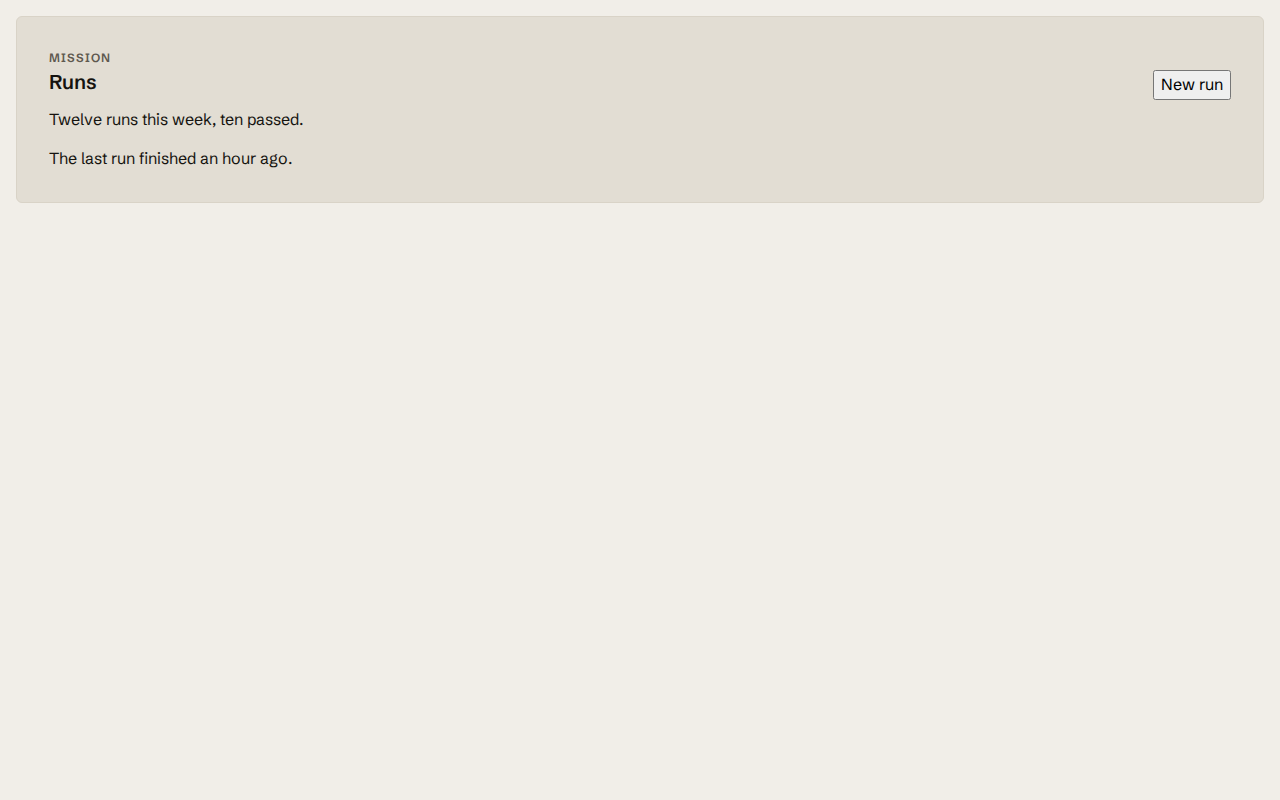 MISSION
Runs
New run
Twelve runs this week, ten passed.
The last run finished an hour ago.